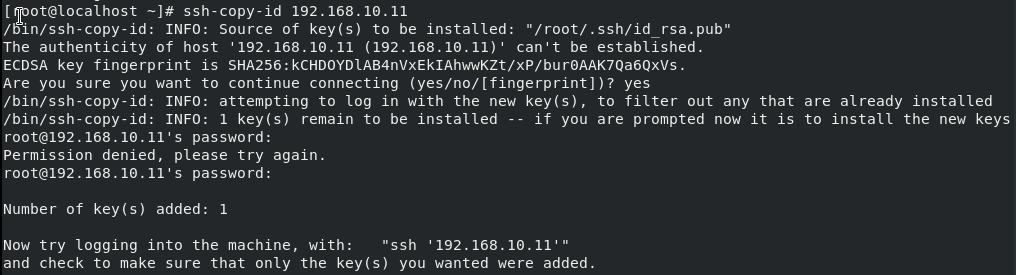 [root@localhost ~]# ssh-copy-id 192.168.10.11
/bin/ssh-copy-id: INFO: Source of key(s) to be installed: "/root/.ssh/id_rsa.pub"
The authenticity of host '192.168.10.11 (192.168.10.11)' can't be established.
ECDSA key fingerprint is SHA256:kCHDOYDlAB4nVxEkIAhwwKZt/xP/bur0AAK7Qa6QxVs.
Are you sure you want to continue connecting (yes/no/[fingerprint])? yes
/bin/ssh-copy-id: INFO: attempting to log in with the new key(s), to filter out any that are already installed
/bin/ssh-copy-id: INFO: 1 key(s) remain to be installed -- if you are prompted now it is to install the new keys
root@192.168.10.11's password:
Permission denied, please try again.
root@192.168.10.11's password:
Number of key(s) added: 1
Now try logging into the machine, with:   "ssh '192.168.10.11'"
and check to make sure that only the key(s) you wanted were added.